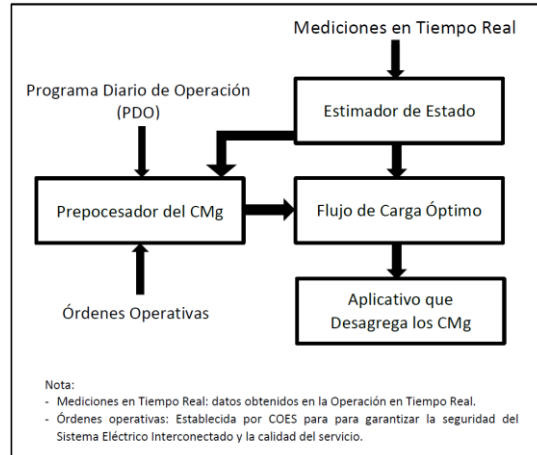 Mediciones en Tiempo Real
Programa Diario de Operación
(PDO)
Estimador de Estado
Prepocesador del CMg
Flujo de Carga Óptimo
Órdenes Operativas
Aplicativo que
Desagrega los CMg
Nota:
- Mediciones en Tiempo Real: datos obtenidos en la Operación en Tiempo Real.
- Órdenes operativas: Establecida por COES para para garantizar la seguridad del
Sistema Eléctrico Interconectado y la calidad del servicio.